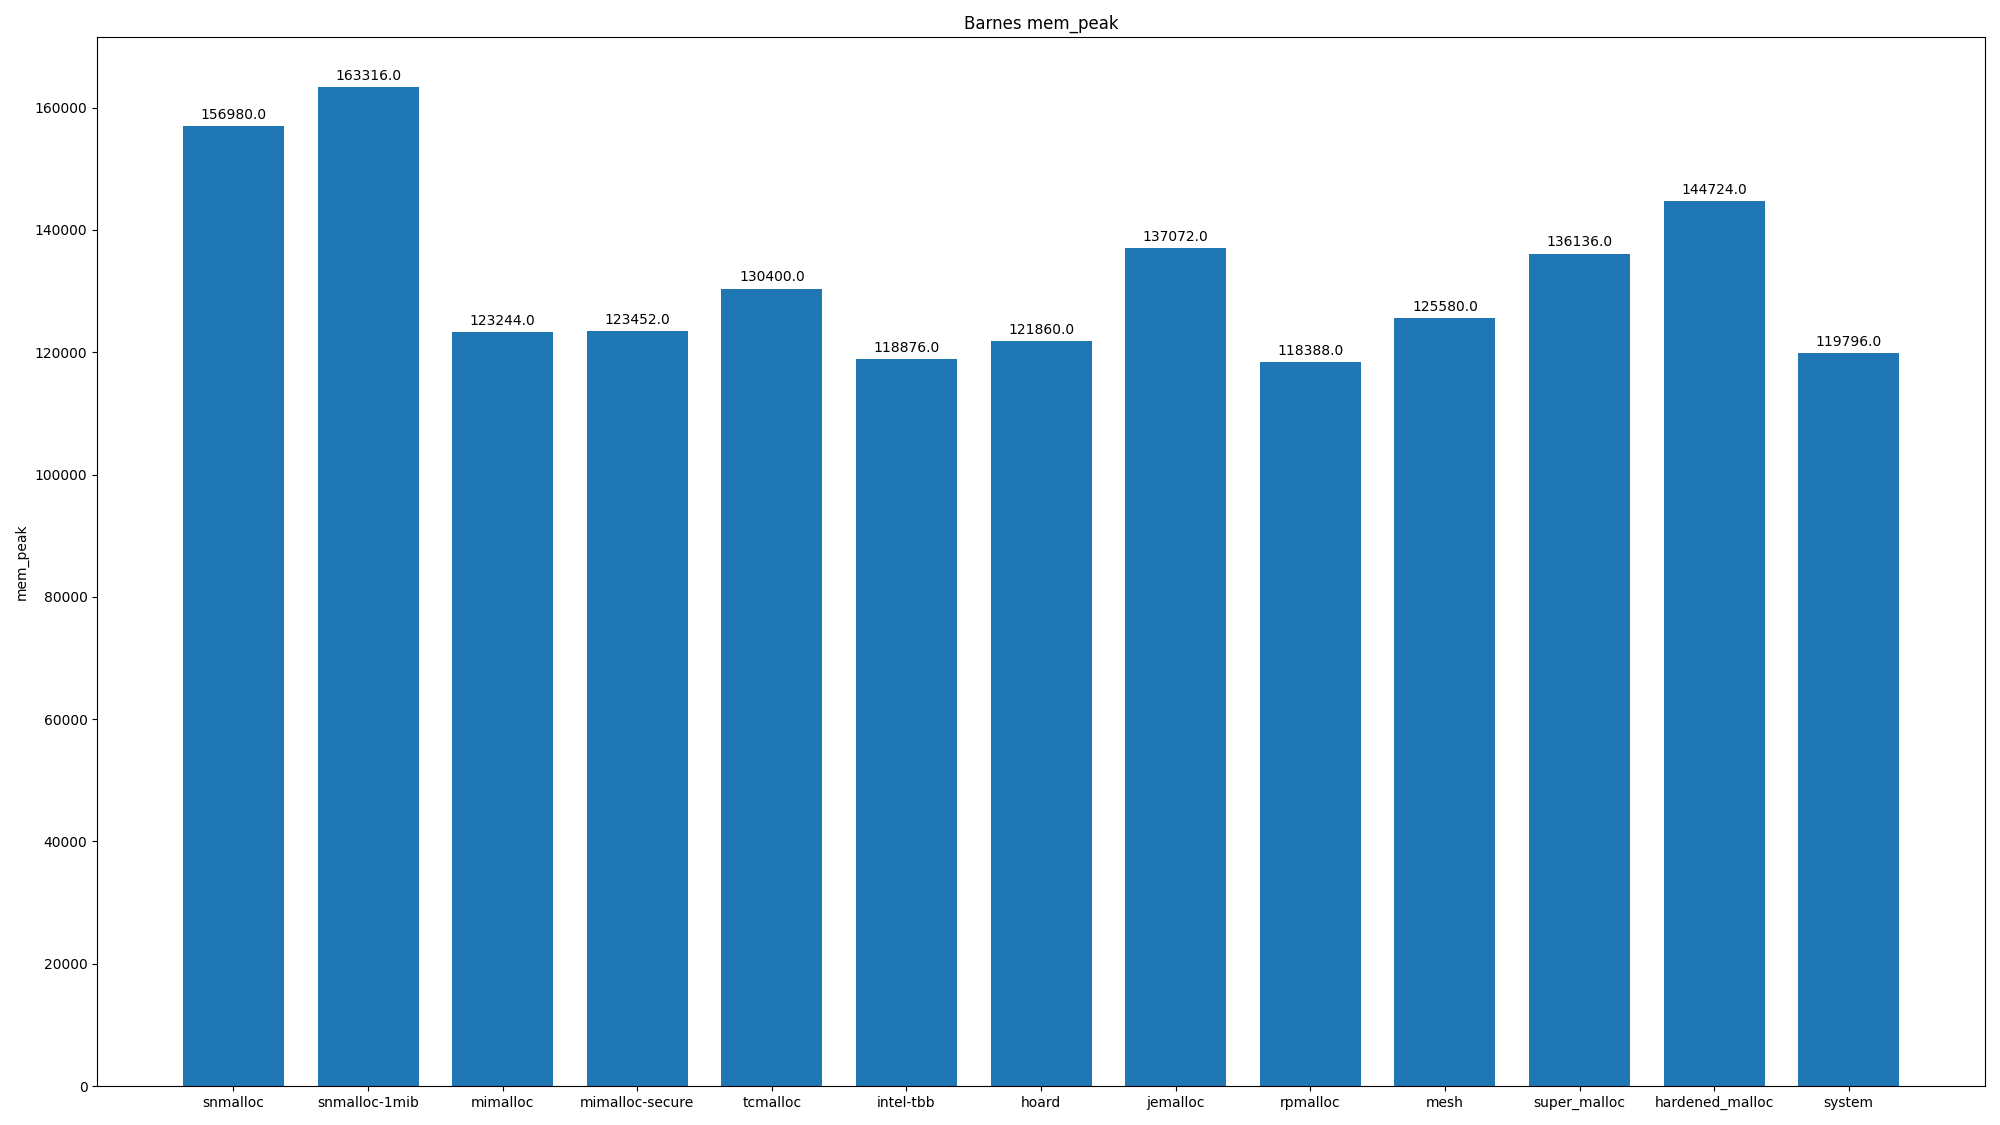 Barnes mem_peak
mem_peak
160000
140000
120000
100000
80000
60000
40000
20000
0
156980.0
163316.0
123244.0
123452.0
130400.0
118876.0
121860.0
137072.0
118388.0
125580.0
136136.0
144724.0
119796.0
snmalloc
snmalloc-1mib
mimalloc
mimalloc-secure
tcmalloc
intel-tbb
hoard
jemalloc
rpmalloc
mesh
super_malloc
hardened_malloc
system